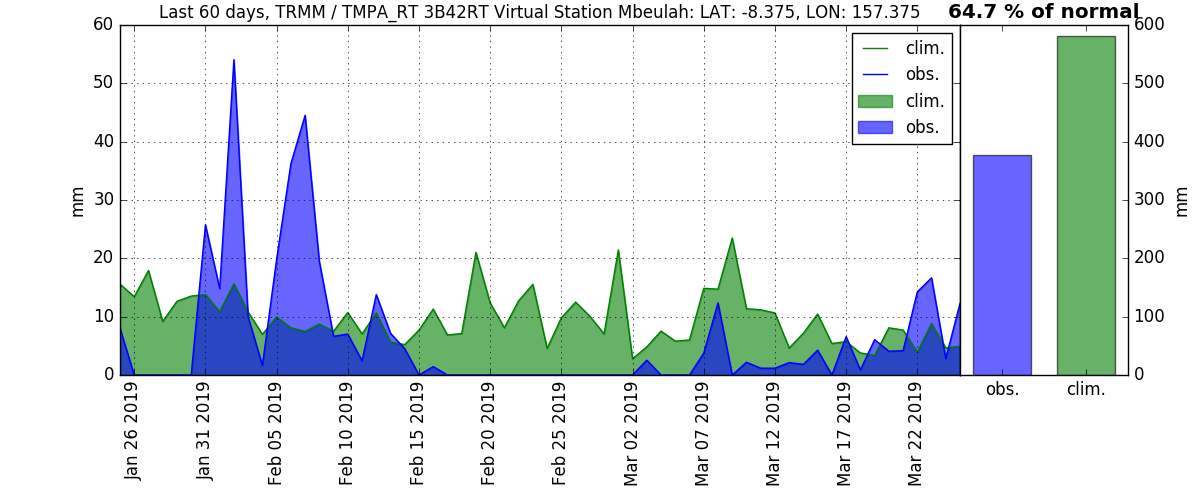 Last 60 days, TRMM / TMPA_RT 3B42RT Virtual Station Mbeulah: LAT: -8.375, LON: 157.375
64.7 % of normal
60
50
40
30
20
10
0
mm
clim.
obs.
clim.
obs.
600
500
400
300
200
100
0
mm
obs.
clim.
Jan 26 2019
Jan 31 2019
Feb 05 2019
Feb 10 2019
Feb 15 2019
Feb 20 2019
Feb 25 2019
Mar 02 2019
Mar 07 2019
Mar 12 2019
Mar 17 2019
Mar 22 2019